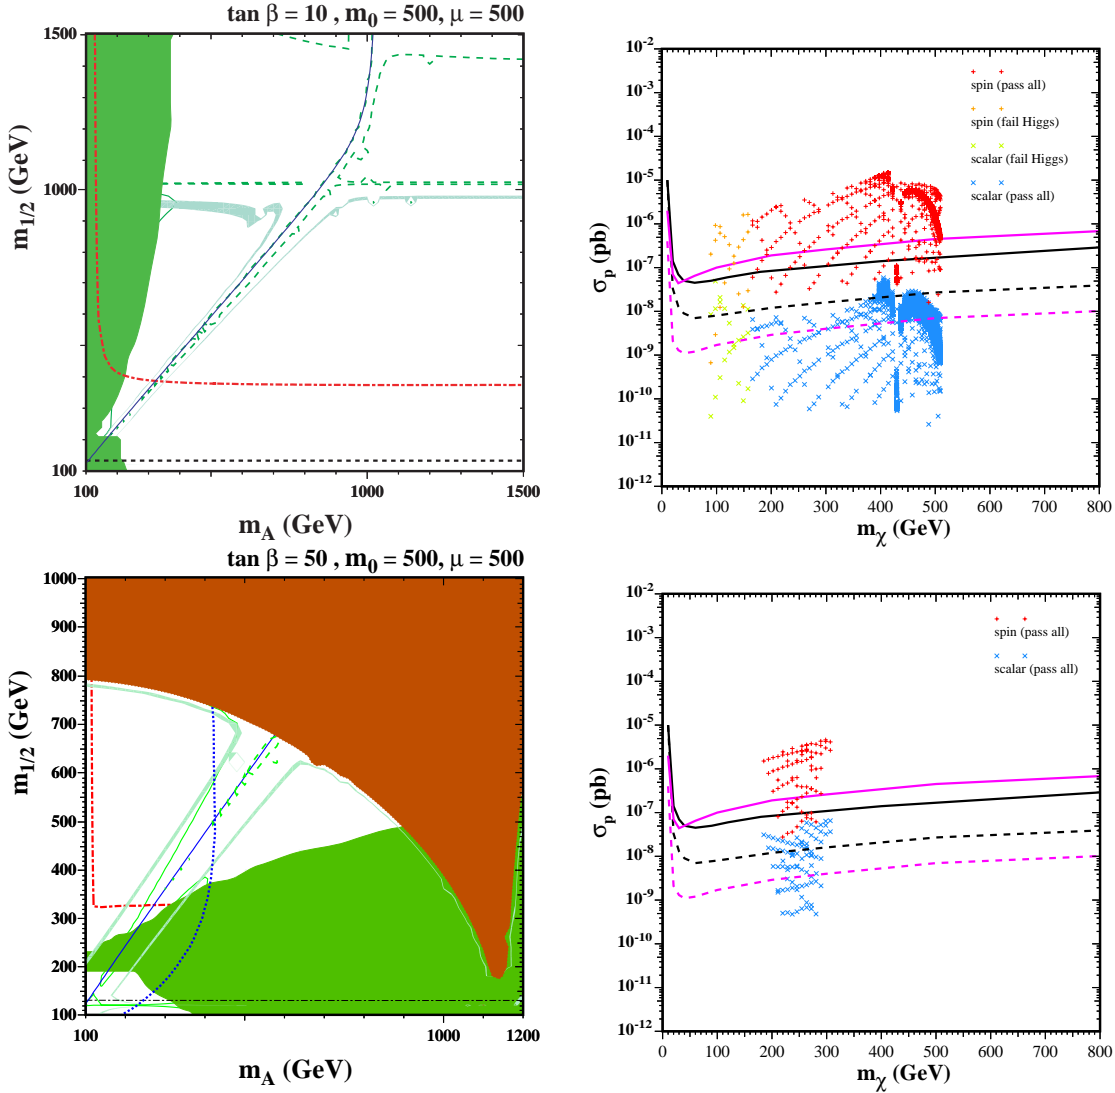 tan β = 10 , m0 = 500, μ = 500
m1/2 (GeV)
1500
1000
100
100
1000
1500
mA (GeV)
σp (pb)
10-2
10-3
10-4
10-5
10-6
10-7
10-8
10-9
10-10
10-11
10-12
spin (pass all)
spin (fail Higgs)
scalar (fail Higgs)
scalar (pass all)
0 100 200 300 400 500 600 700 800
mχ (GeV)
tan β = 50 , m0 = 500, μ = 500
m1/2 (GeV)
1000
900
800
700
600
500
400
300
200
100
100
1000
1200
mA (GeV)
σp (pb)
10-2
10-3
10-4
10-5
10-6
10-7
10-8
10-9
10-10
10-11
10-12
spin (pass all)
scalar (pass all)
0 100 200 300 400 500 600 700 800
mχ (GeV)